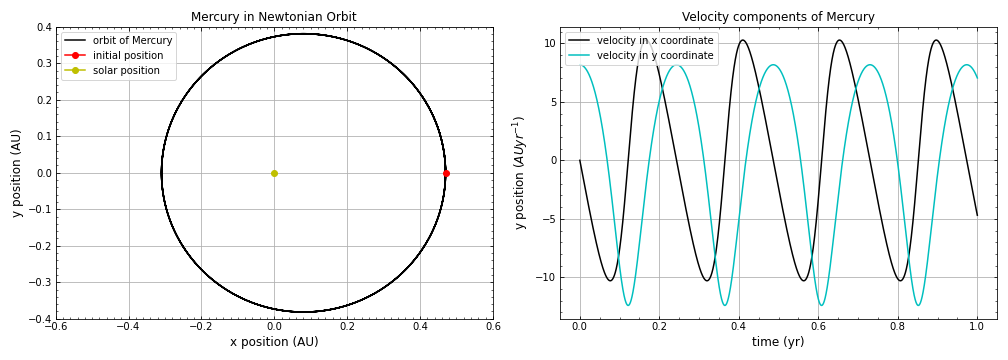 Mercury in Newtonian Orbit
orbit of Mercury
initial position
solar position
y position (AU)
0.4
0.3
0.2
0.1
0.0
−0.1
−0.2
−0.3
−0.4
−0.6
−0.4
−0.2
0.0
0.2
0.4
0.6
x position (AU)
Velocity components of Mercury
velocity in x coordinate
velocity in y coordinate
y position (AUyr⁻¹)
10
5
0
−5
−10
0.0
0.2
0.4
0.6
0.8
1.0
time (yr)